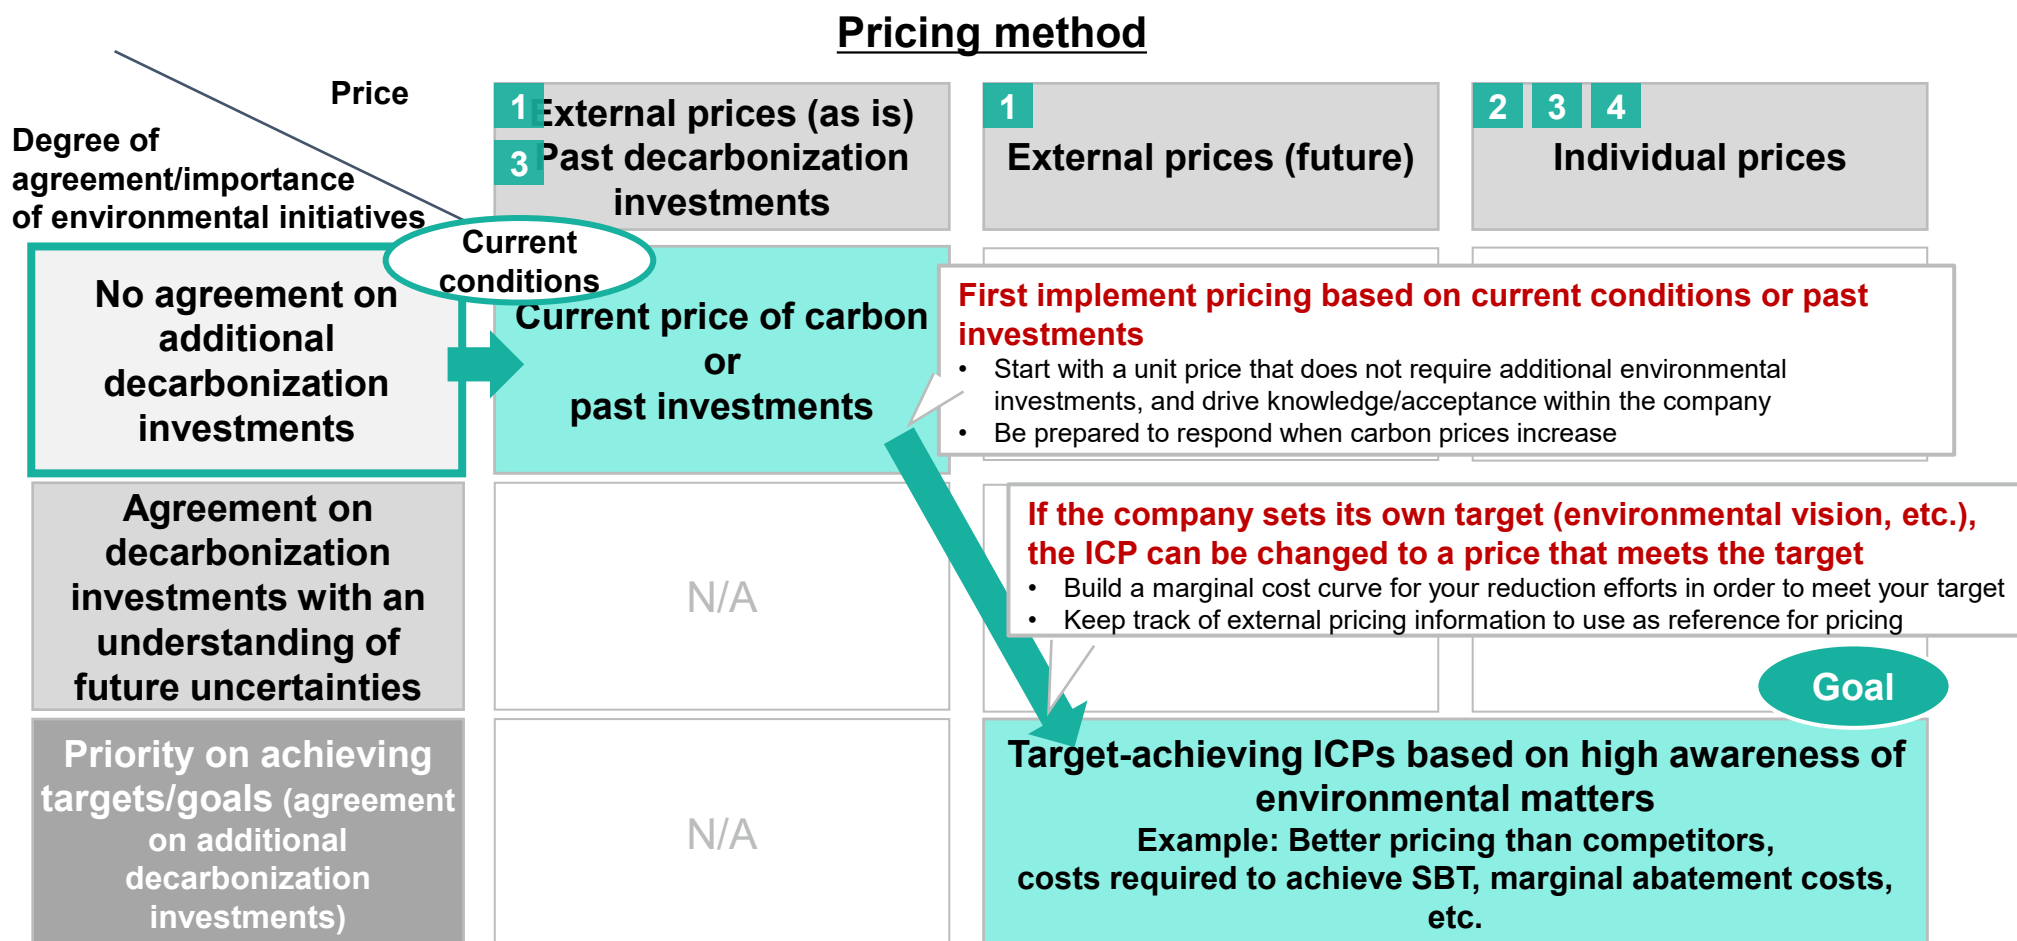 Pricing method
Price
Degree of
agreement/importance
of environmental initiatives
1
3
External prices (as is)
Past decarbonization
investments
1
External prices (future)
2 3 4
Individual prices
Current
conditions
No agreement on
additional
decarbonization
investments
Current price of carbon
or
past investments
First implement pricing based on current conditions or past
investments
• Start with a unit price that does not require additional environmental
investments, and drive knowledge/acceptance within the company
• Be prepared to respond when carbon prices increase
Agreement on
decarbonization
investments with an
understanding of
future uncertainties
N/A
If the company sets its own target (environmental vision, etc.),
the ICP can be changed to a price that meets the target
• Build a marginal cost curve for your reduction efforts in order to meet your target
• Keep track of external pricing information to use as reference for pricing
Goal
Priority on achieving
targets/goals (agreement
on additional
decarbonization
investments)
N/A
Target-achieving ICPs based on high awareness of
environmental matters
Example: Better pricing than competitors,
costs required to achieve SBT, marginal abatement costs,
etc.